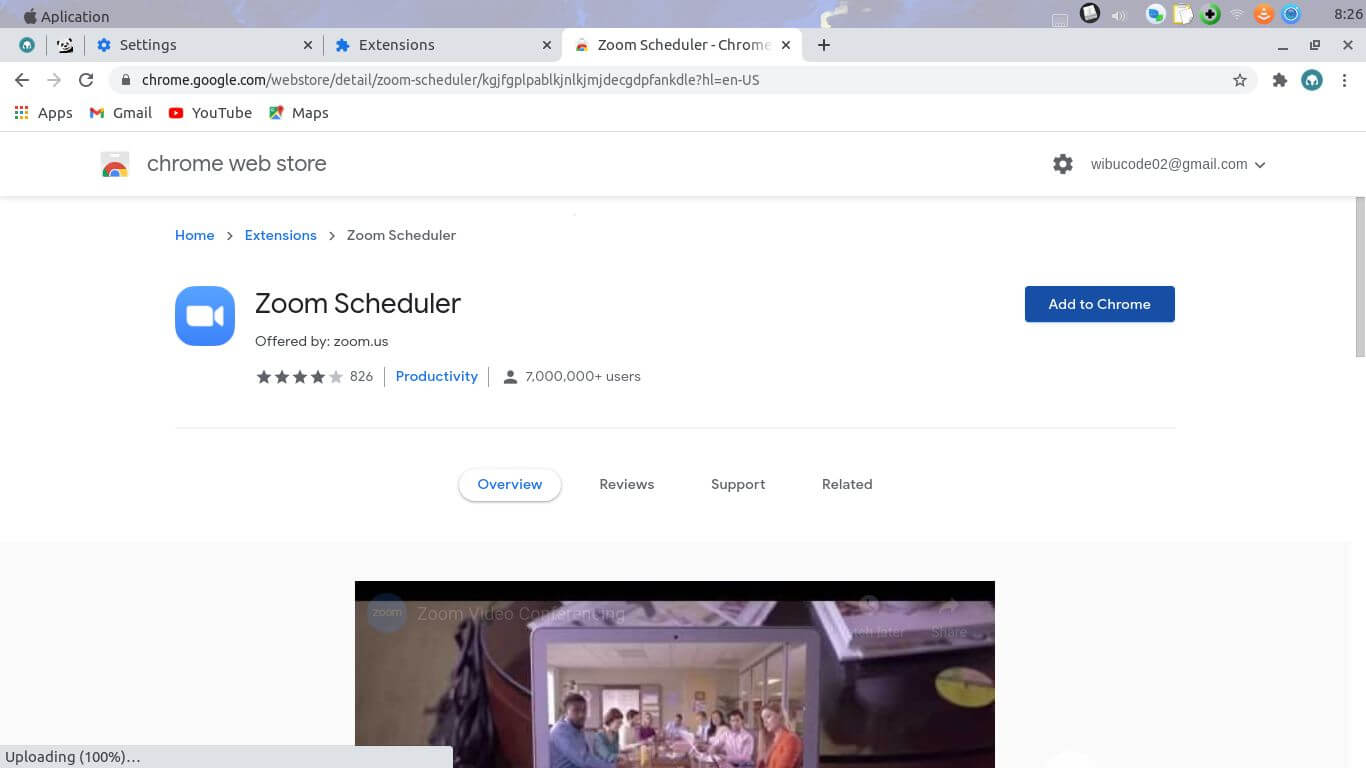 Aplication
8:26
Settings
Extensions
Zoom Scheduler - Chrome
chrome.google.com/webstore/detail/zoom-scheduler/kgjfgplpablkjnlkjmjdecgdpfankdle?hl=en-US
Apps
Gmail
YouTube
Maps
chrome web store
wibucode02@gmail.com
Home
Extensions
Zoom Scheduler
Zoom Scheduler
Add to Chrome
Offered by: zoom.us
826
Productivity
7,000,000+ users
Overview
Reviews
Support
Related
zoom
Zoom Video Conferencing
Watch later
Share
Uploading (100%)...